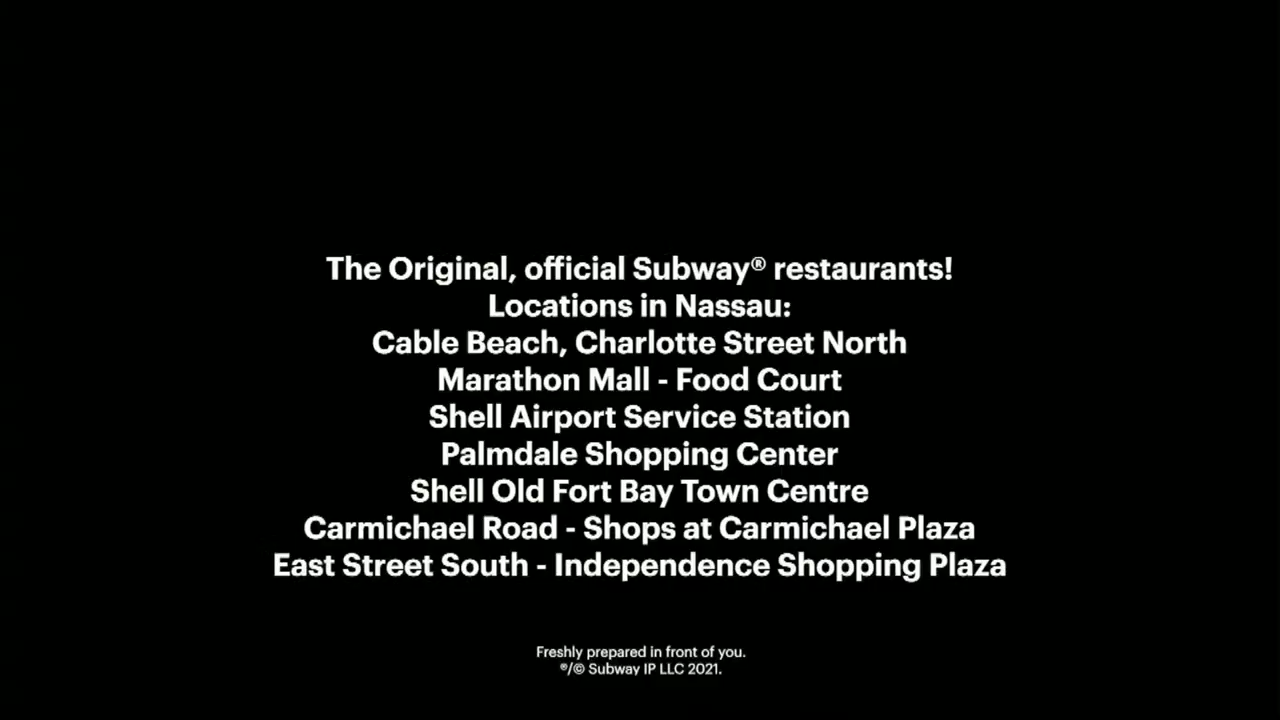 The Original, official Subway® restaurants!
Locations in Nassau:
Cable Beach, Charlotte Street North
Marathon Mall - Food Court
Shell Airport Service Station
Palmdale Shopping Center
Shell Old Fort Bay Town Centre
Carmichael Road - Shops at Carmichael Plaza
East Street South - Independence Shopping Plaza
Freshly prepared in front of you.
®/© Subway IP LLC 2021.